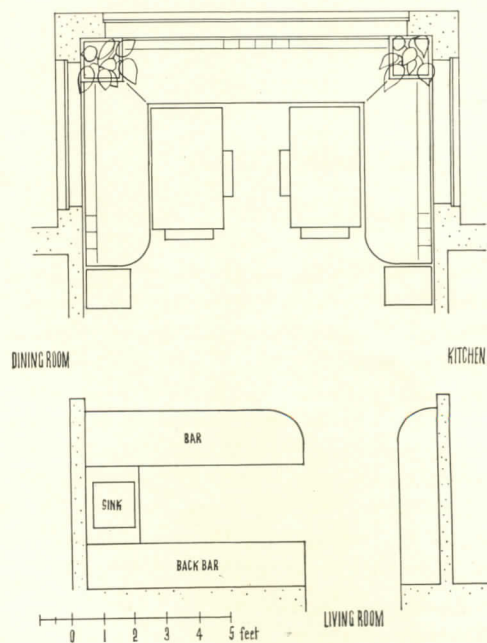 DINING ROOM
KITCHEN
BAR
SINK
BACK BAR
LIVING ROOM
0 1 2 3 4 5 feet